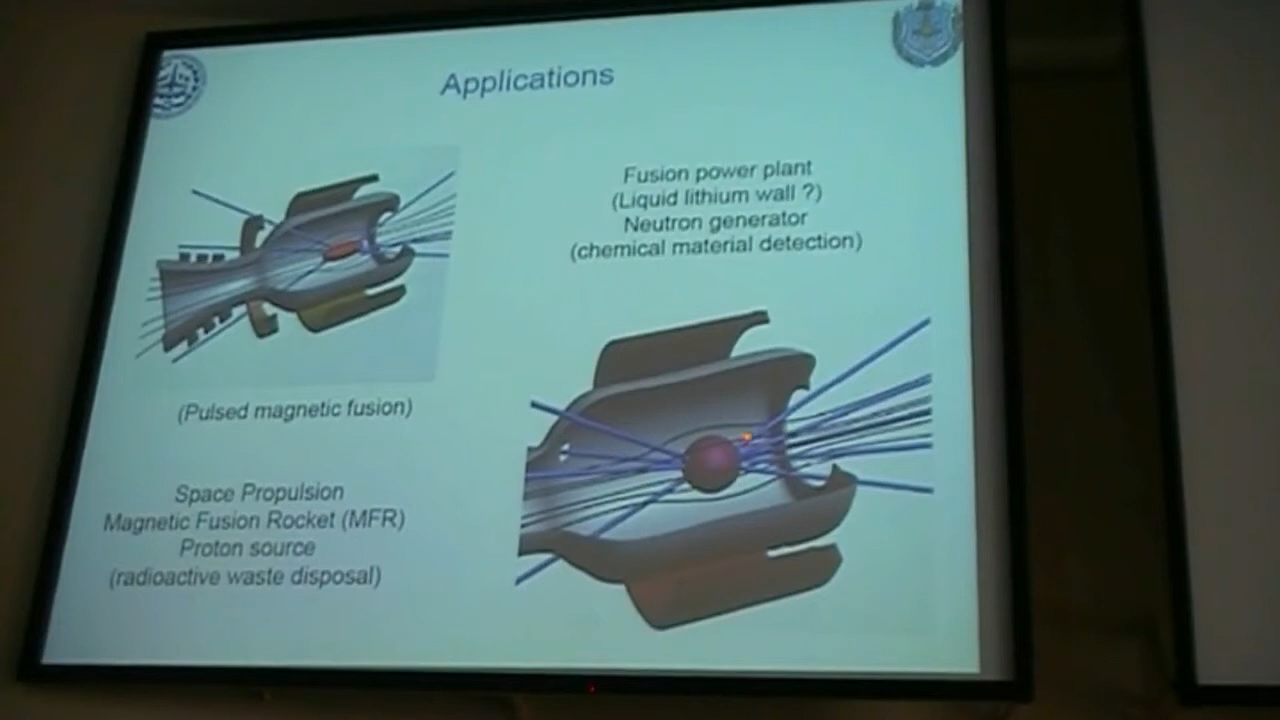 Applications
Fusion power plant
(Liquid lithium wall ?)
Neutron generator
(chemical material detection)
(Pulsed magnetic fusion)
Space Propulsion
Magnetic Fusion Rocket (MFR)
Proton source
(radioactive waste disposal)